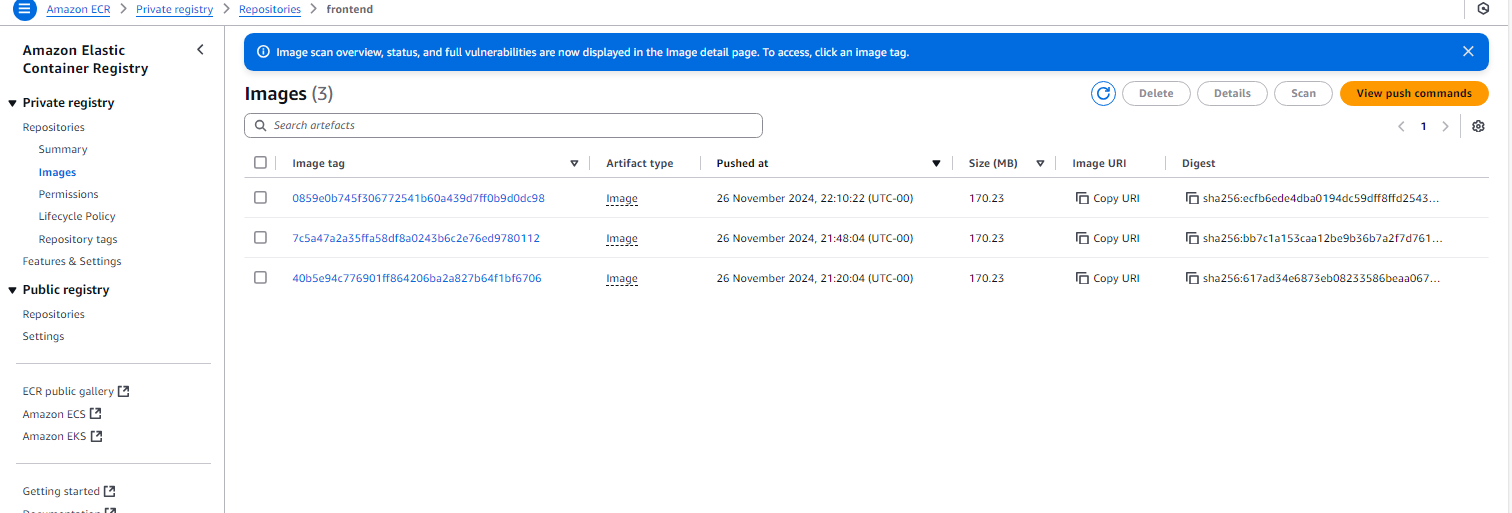 Amazon ECR > Private registry > Repositories > frontend
Amazon Elastic
Container Registry
Private registry
Repositories
Summary
Images
Permissions
Lifecycle Policy
Repository tags
Features & Settings
Public registry
Repositories
Settings
ECR public gallery
Amazon ECS
Amazon EKS
Getting started
Documentation
Image scan overview, status, and full vulnerabilities are now displayed in the Image detail page. To access, click an image tag.
Images (3)
Delete Details Scan View push commands
Search artefacts
1
Image tag Artifact type Pushed at Size (MB) Image URI Digest
0859e0b745f306772541b60a439d7ff0b9d0dc98 Image 26 November 2024, 22:10:22 (UTC-00) 170.23 Copy URI sha256:ecfb6ede4dba0194dc59dff8ffd2543...
7c5a47a2a35ffa58df8a0243b6c2e76ed9780112 Image 26 November 2024, 21:48:04 (UTC-00) 170.23 Copy URI sha256:bb7c1a153caa12be9b36b7a2f7d761...
40b5e94c776901ff864206ba2a827b64f1bf6706 Image 26 November 2024, 21:20:04 (UTC-00) 170.23 Copy URI sha256:617ad34e6873eb08233586beaa067...